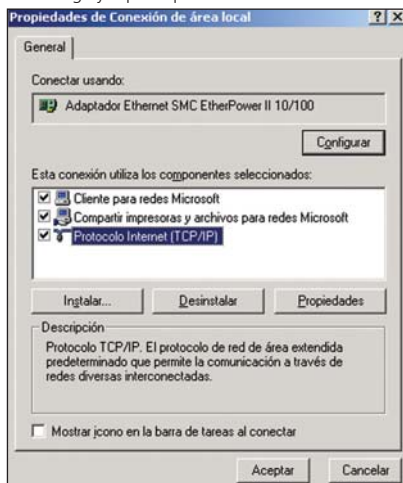 Propiedades de Conexión de área local
General
Conectar usando:
Adaptador Ethernet SMC EtherPower II 10/100
Configurar
Esta conexión utiliza los componentes seleccionados:
Cliente para redes Microsoft
Compartir impresoras y archivos para redes Microsoft
Protocolo Internet (TCP/IP)
Instalar...
Desinstalar
Propiedades
Descripción
Protocolo TCP/IP. El protocolo de red de área extendida
predeterminado que permite la comunicación a través de
redes diversas interconectadas.
Mostrar icono en la barra de tareas al conectar
Aceptar
Cancelar